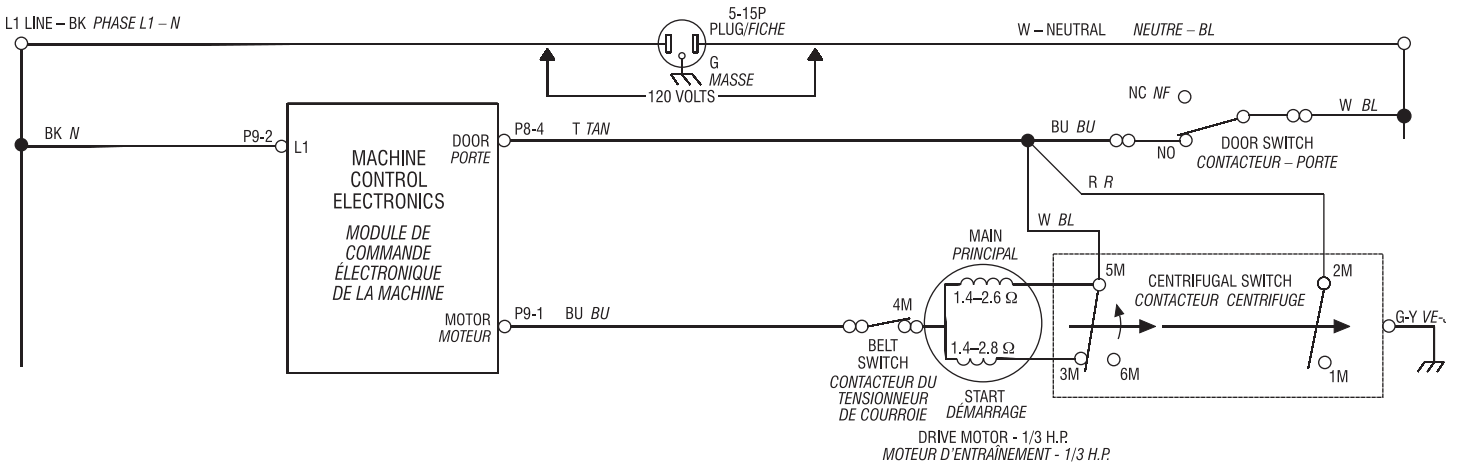 L1 LINE – BK PHASE L1 – N
5-15P
PLUG/FICHE
W – NEUTRAL NEUTRE – BL
G
MASSE
120 VOLTS
NC NF
W BL
BK N
P9-2
L1
DOOR
PORTE
P8-4
T TAN
BU BU
NO
DOOR SWITCH
CONTACTEUR – PORTE
MACHINE
CONTROL
ELECTRONICS
MODULE DE
COMMANDE
ÉLECTRONIQUE
DE LA MACHINE
R R
W BL
MAIN
PRINCIPAL
5M
CENTRIFUGAL SWITCH
CONTACTEUR CENTRIFUGE
2M
1.4–2.6 Ω
MOTOR
MOTEUR
P9-1
BU BU
4M
G-Y
1.4–2.8 Ω
BELT
SWITCH
CONTACTEUR DU
TENSIONNEUR
DE COURROIE
3M
6M
1M
START
DÉMARRAGE
DRIVE MOTOR - 1/3 H.P.
MOTEUR D'ENTRAÎNEMENT - 1/3 H.P.